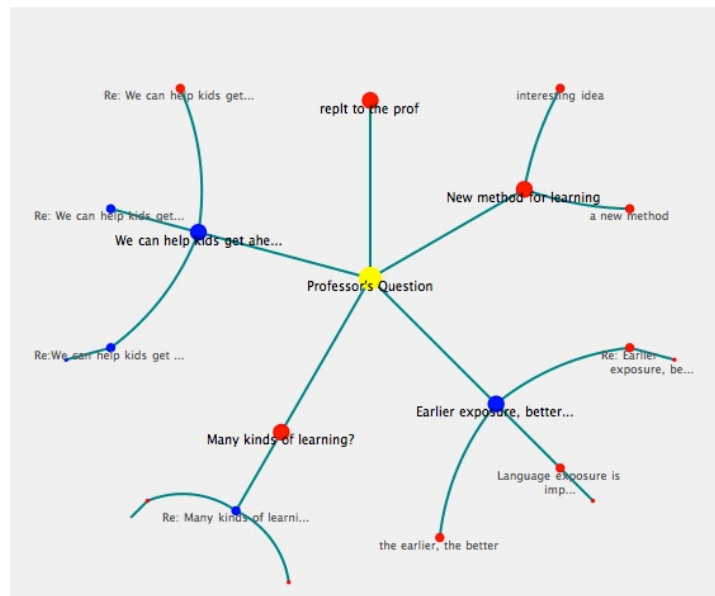 Re: We can help kids get...
replt to the prof
interesting idea
New method for learning
a new method
Re: We can help kids get...
We can help kids get ahe...
Professor's Question
Re:We can help kids get ...
Re: Earlier
exposure, be...
Earlier exposure, better...
Many kinds of learning?
Language exposure is
imp...
Re: Many kinds of learni...
the earlier, the better